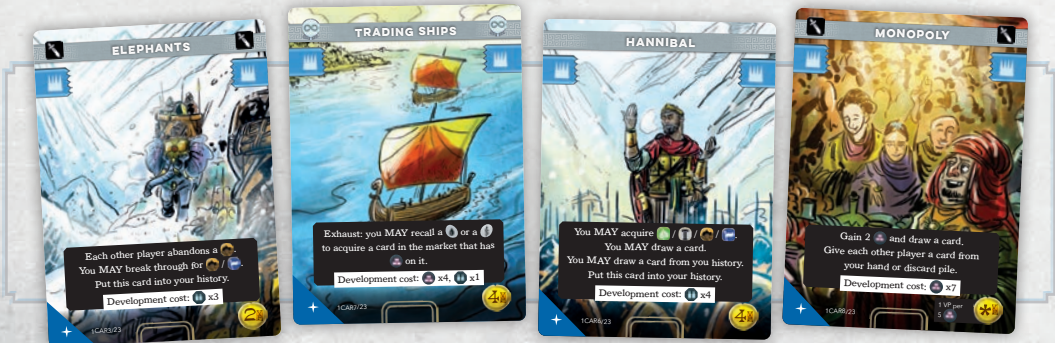 ELEPHANTS
Each other player abandons a
You MAY break through for /
Put this card into your history.
Development cost: x3
2
1CAR3/23
TRADING SHIPS
Exhaust: you MAY recall a or a
to acquire a card in the market that has
on it.
Development cost: x4, x1
4
1CAR7/23
HANNIBAL
You MAY acquire / / / .
You MAY draw a card.
You MAY draw a card from you history.
Put this card into your history.
Development cost: x4
4
1CAR6/23
MONOPOLY
Gain 2 and draw a card.
Give each other player a card from
your hand or discard pile.
Development cost: x7
1 VP per
5
*
1CAR8/23